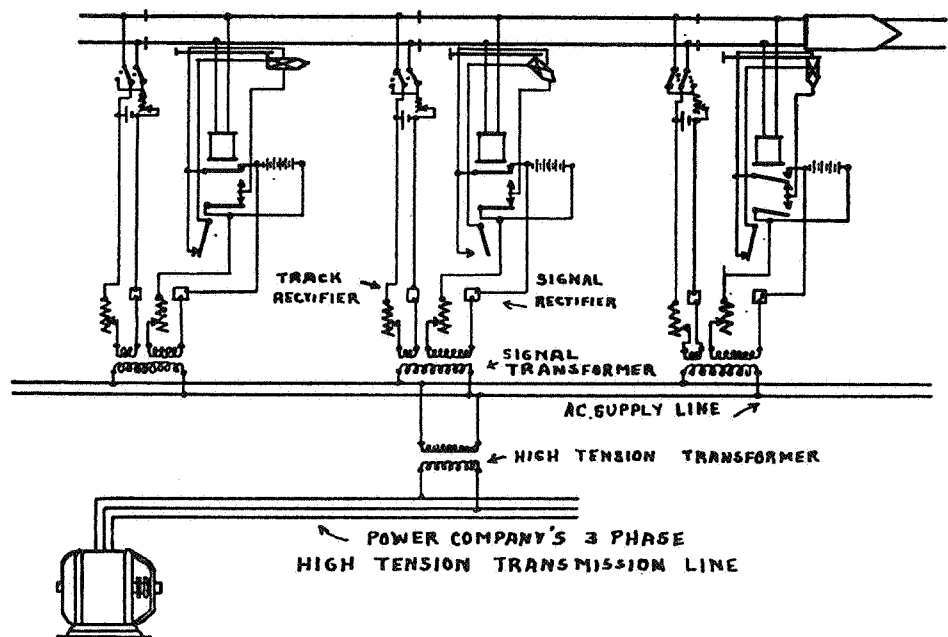 TRACK
RECTIFIER
SIGNAL
RECTIFIER
SIGNAL
TRANSFORMER
A.C. SUPPLY LINE
HIGH TENSION TRANSFORMER
POWER COMPANY'S 3 PHASE
HIGH TENSION TRANSMISSION LINE